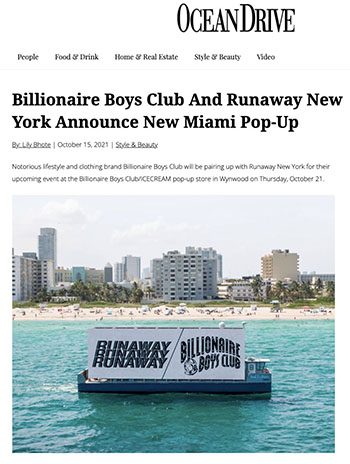 OCEAN DRIVE
People Food & Drink Home & Real Estate Style & Beauty Video
Billionaire Boys Club And Runaway New
York Announce New Miami Pop-Up
By: Lily Bhote | October 15, 2021 | Style & Beauty
Notorious lifestyle and clothing brand Billionaire Boys Club will be pairing up with Runaway New York for their
upcoming event at the Billionaire Boys Club/ICECREAM pop-up store in Wynwood on Thursday, October 21.
RUNAWAY
RUNAWAY
RUNAWAY
BILLIONAIRE
BOYS CLUB